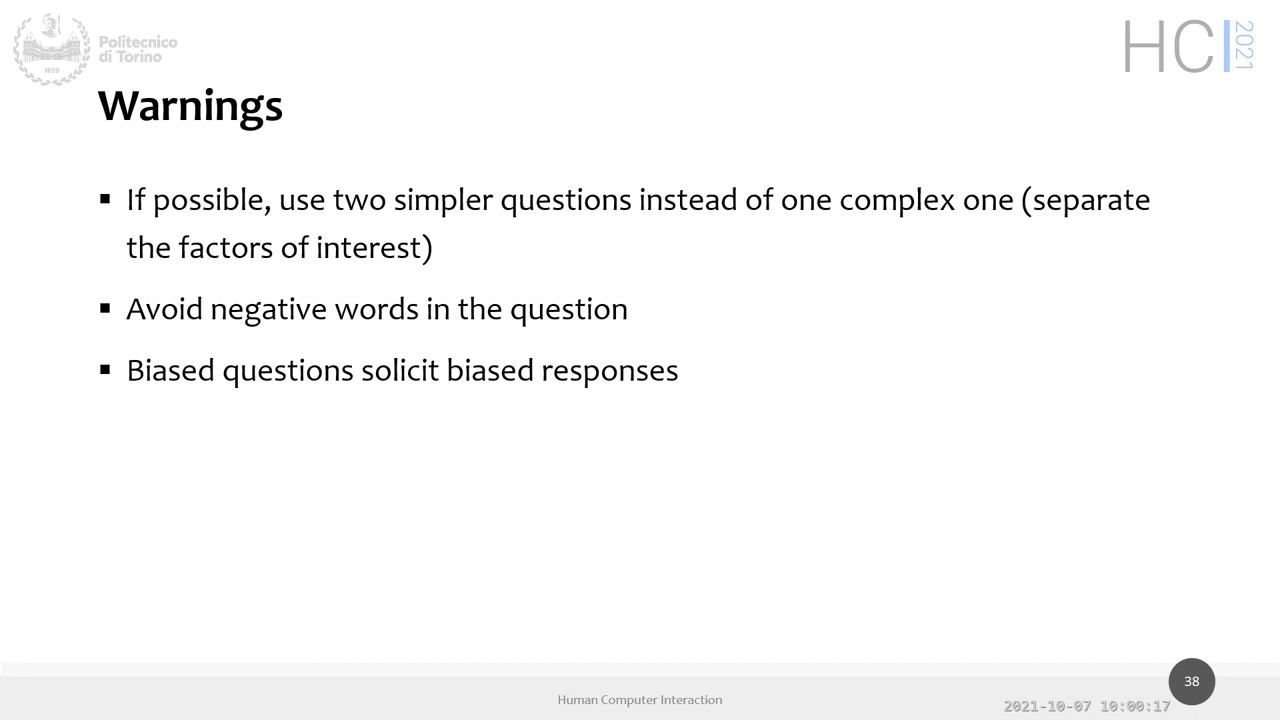 Politecnico
di Torino
1859
HCI
2021
Warnings
▪ If possible, use two simpler questions instead of one complex one (separate
the factors of interest)
▪ Avoid negative words in the question
▪ Biased questions solicit biased responses
Human Computer Interaction
38
2021-10-07 10:00:17